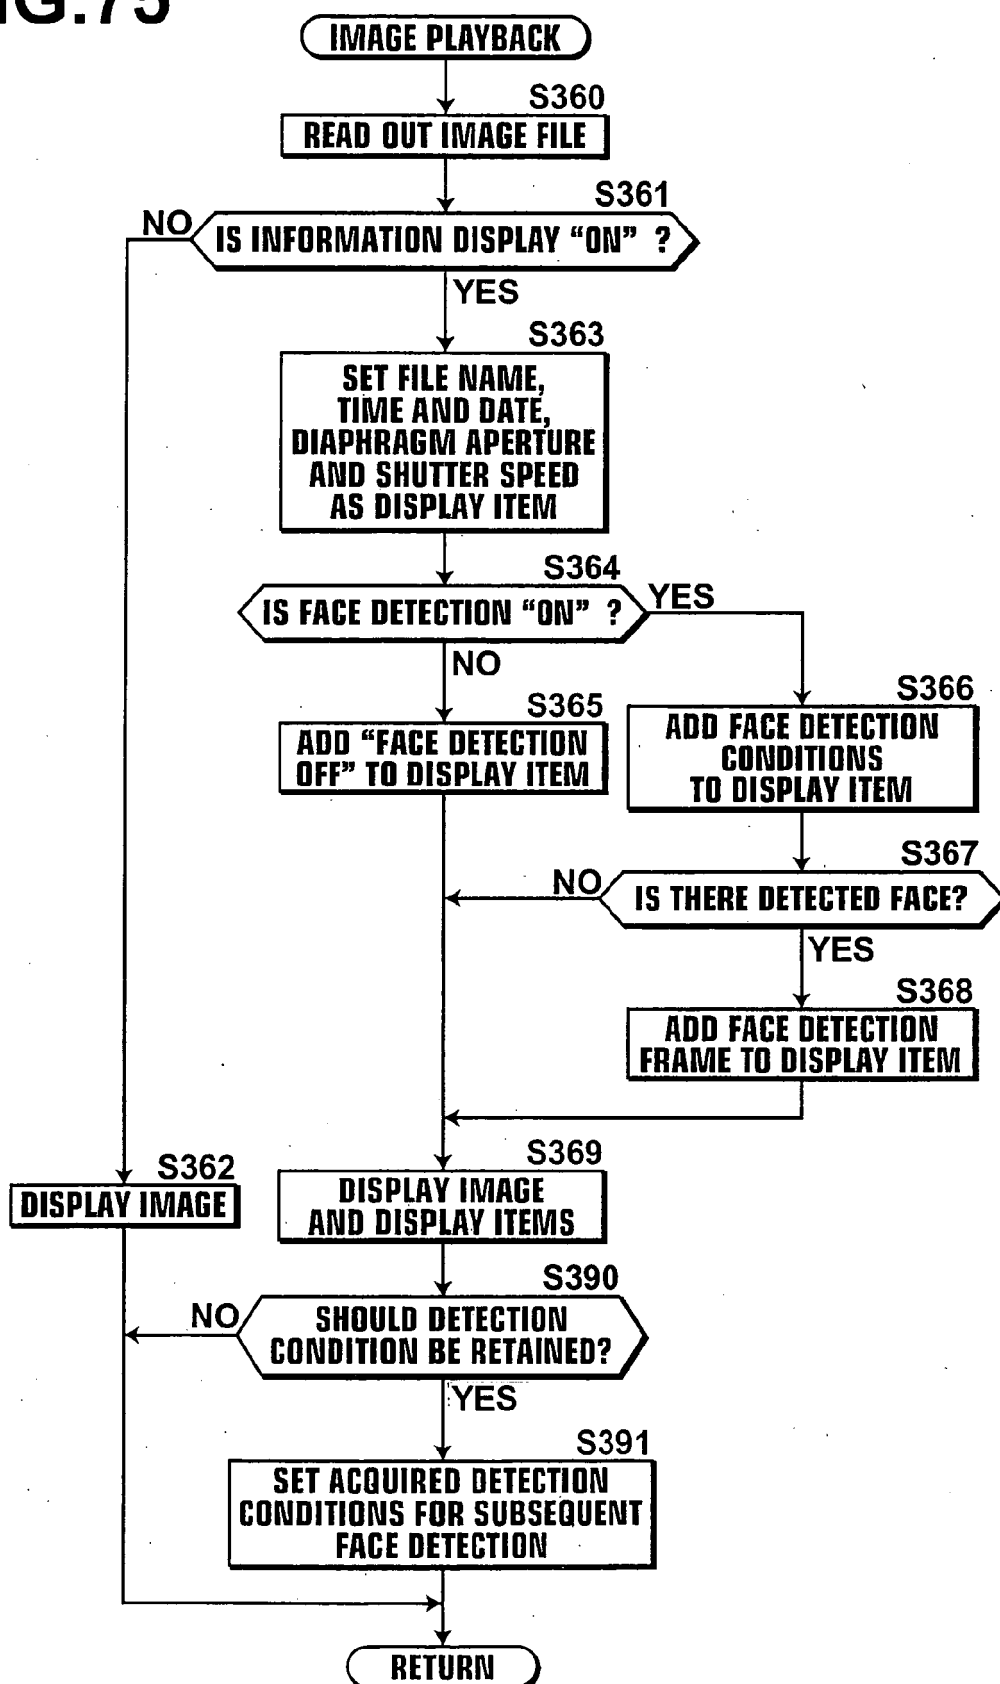 IG.75
IMAGE PLAYBACK
S360
READ OUT IMAGE FILE
S361
NO
IS INFORMATION DISPLAY “ON” ?
YES
S363
SET FILE NAME,
TIME AND DATE,
DIAPHRAGM APERTURE
AND SHUTTER SPEED
AS DISPLAY ITEM
S364
IS FACE DETECTION “ON” ?
YES
NO
S365
ADD “FACE DETECTION
OFF” TO DISPLAY ITEM
S366
ADD FACE DETECTION
CONDITIONS
TO DISPLAY ITEM
S367
NO
IS THERE DETECTED FACE?
YES
S368
ADD FACE DETECTION
FRAME TO DISPLAY ITEM
S362
DISPLAY IMAGE
S369
DISPLAY IMAGE
AND DISPLAY ITEMS
S390
NO
SHOULD DETECTION
CONDITION BE RETAINED?
YES
S391
SET ACQUIRED DETECTION
CONDITIONS FOR SUBSEQUENT
FACE DETECTION
RETURN